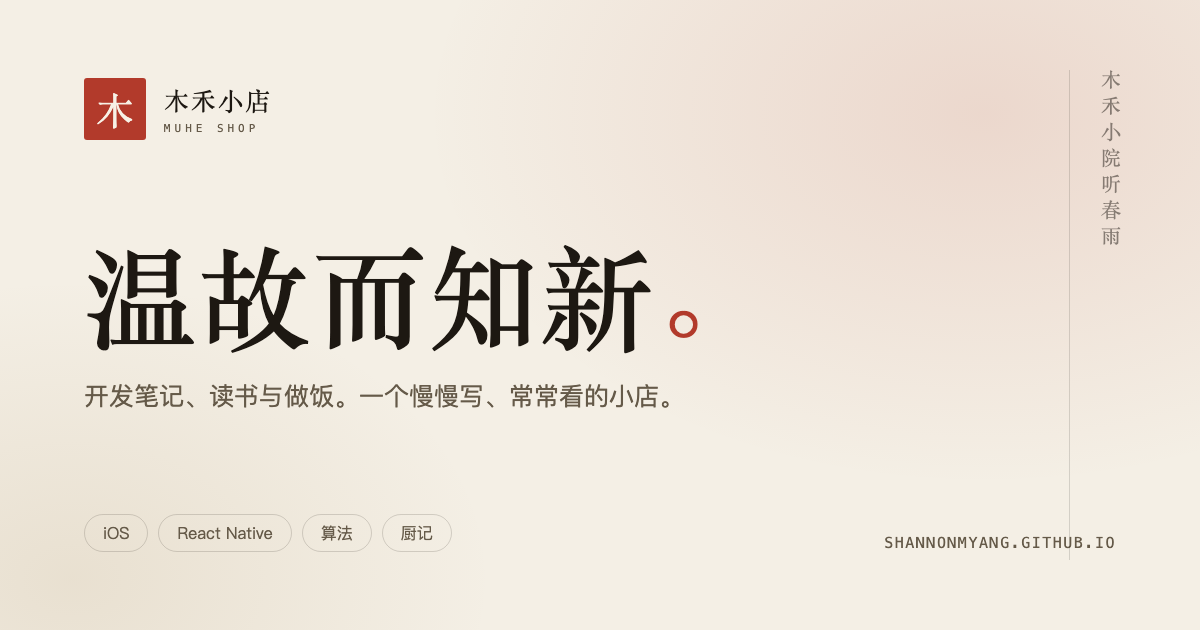 木
木禾小店
MUHE SHOP
木禾小院听春雨
温故而知新。
开发笔记、读书与做饭。一个慢慢写、常常看的小店。
iOS
React Native
算法
厨记
SHANNONMYANG.GITHUB.IO